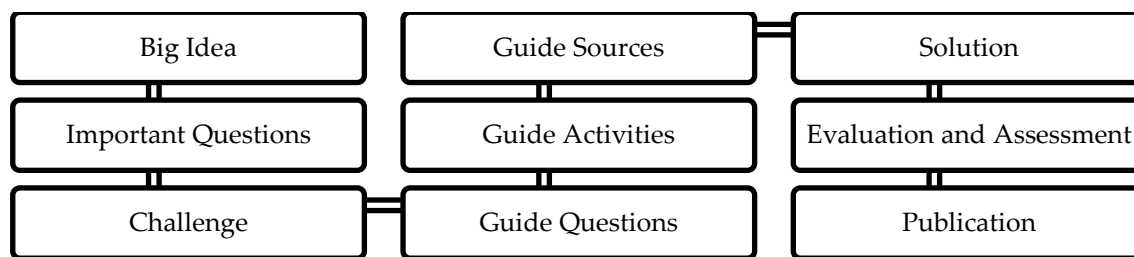 Big Idea
Important Questions
Challenge
Guide Sources
Guide Activities
Guide Questions
Solution
Evaluation and Assessment
Publication